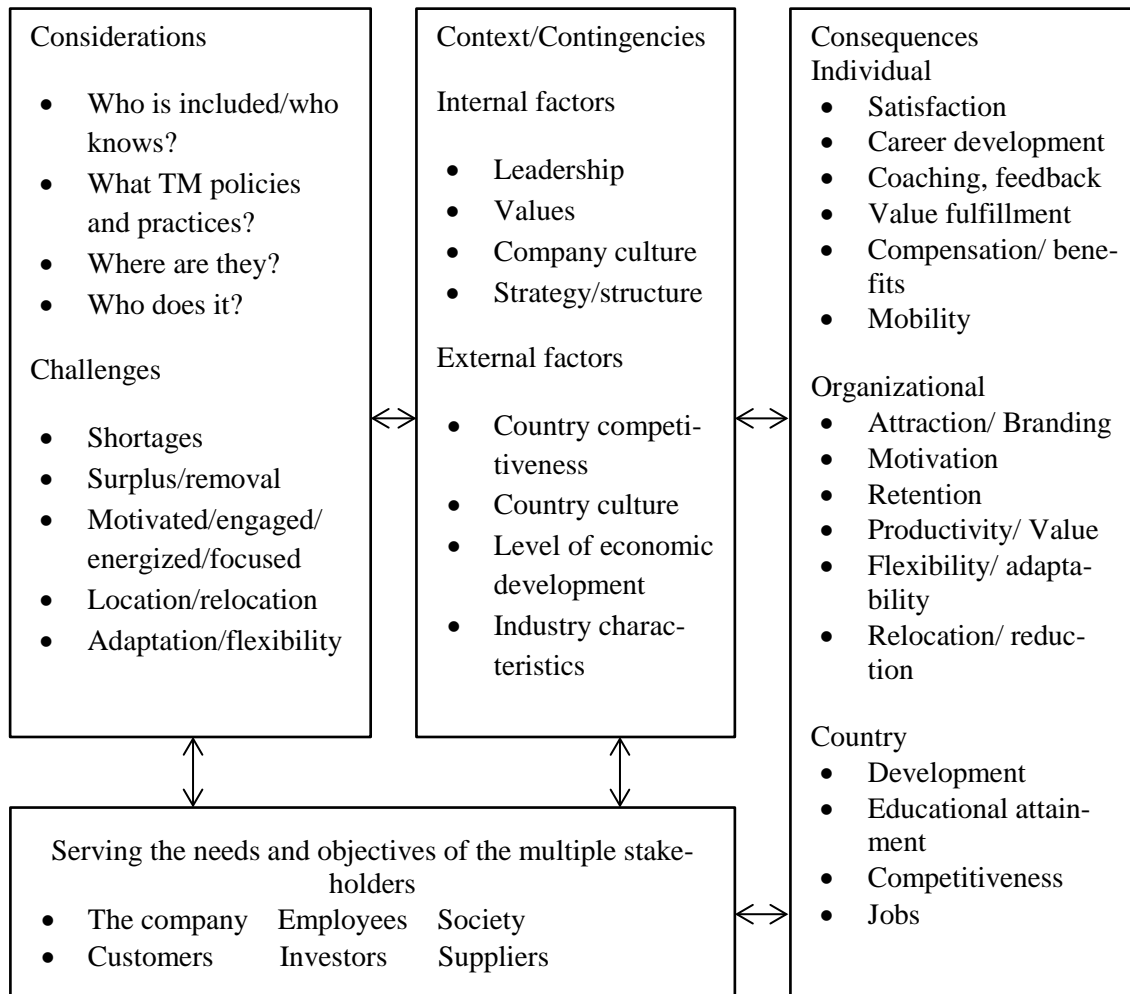 Considerations
• Who is included/who
knows?
• What TM policies
and practices?
• Where are they?
• Who does it?
Challenges
• Shortages
• Surplus/removal
• Motivated/engaged/
energized/focused
• Location/relocation
• Adaptation/flexibility
Context/Contingencies
Internal factors
• Leadership
• Values
• Company culture
• Strategy/structure
External factors
• Country competi-
tiveness
• Country culture
• Level of economic
development
• Industry charac-
teristics
Consequences
Individual
• Satisfaction
• Career development
• Coaching, feedback
• Value fulfillment
• Compensation/ bene-
fits
• Mobility
Organizational
• Attraction/ Branding
• Motivation
• Retention
• Productivity/ Value
• Flexibility/ adapta-
bility
• Relocation/ reduc-
tion
Country
• Development
• Educational attain-
ment
• Competitiveness
• Jobs
Serving the needs and objectives of the multiple stake-
holders
• The company Employees Society
• Customers Investors Suppliers